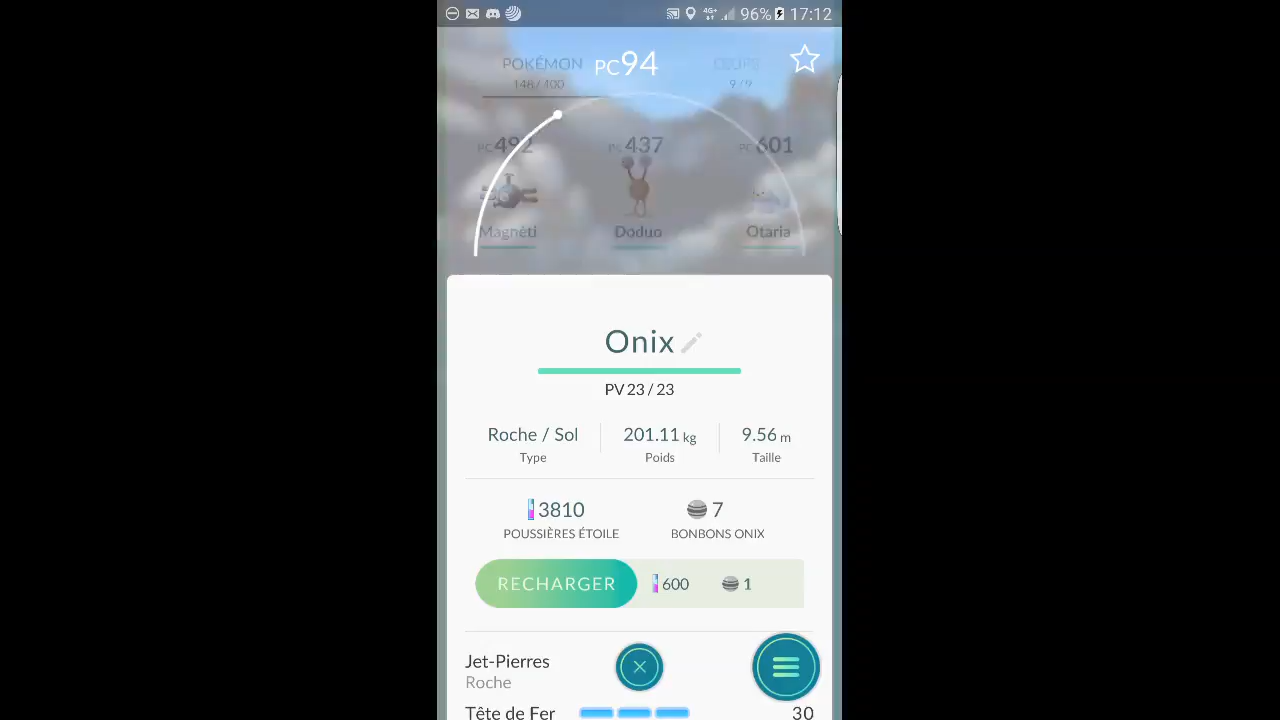 4G+ 96% 17:12
POKÉMON
148/400
PC94
9/9
PC492
PC437
PC601
Magnéti
Doduo
Otaria
Onix
PV 23 / 23
Roche / Sol 201.11 kg 9.56 m
Type Poids Taille
3810 7
POUSSIÈRES ÉTOILE BONBONS ONIX
RECHARGER 600 1
Jet-Pierres
Roche
Tête de Fer 30